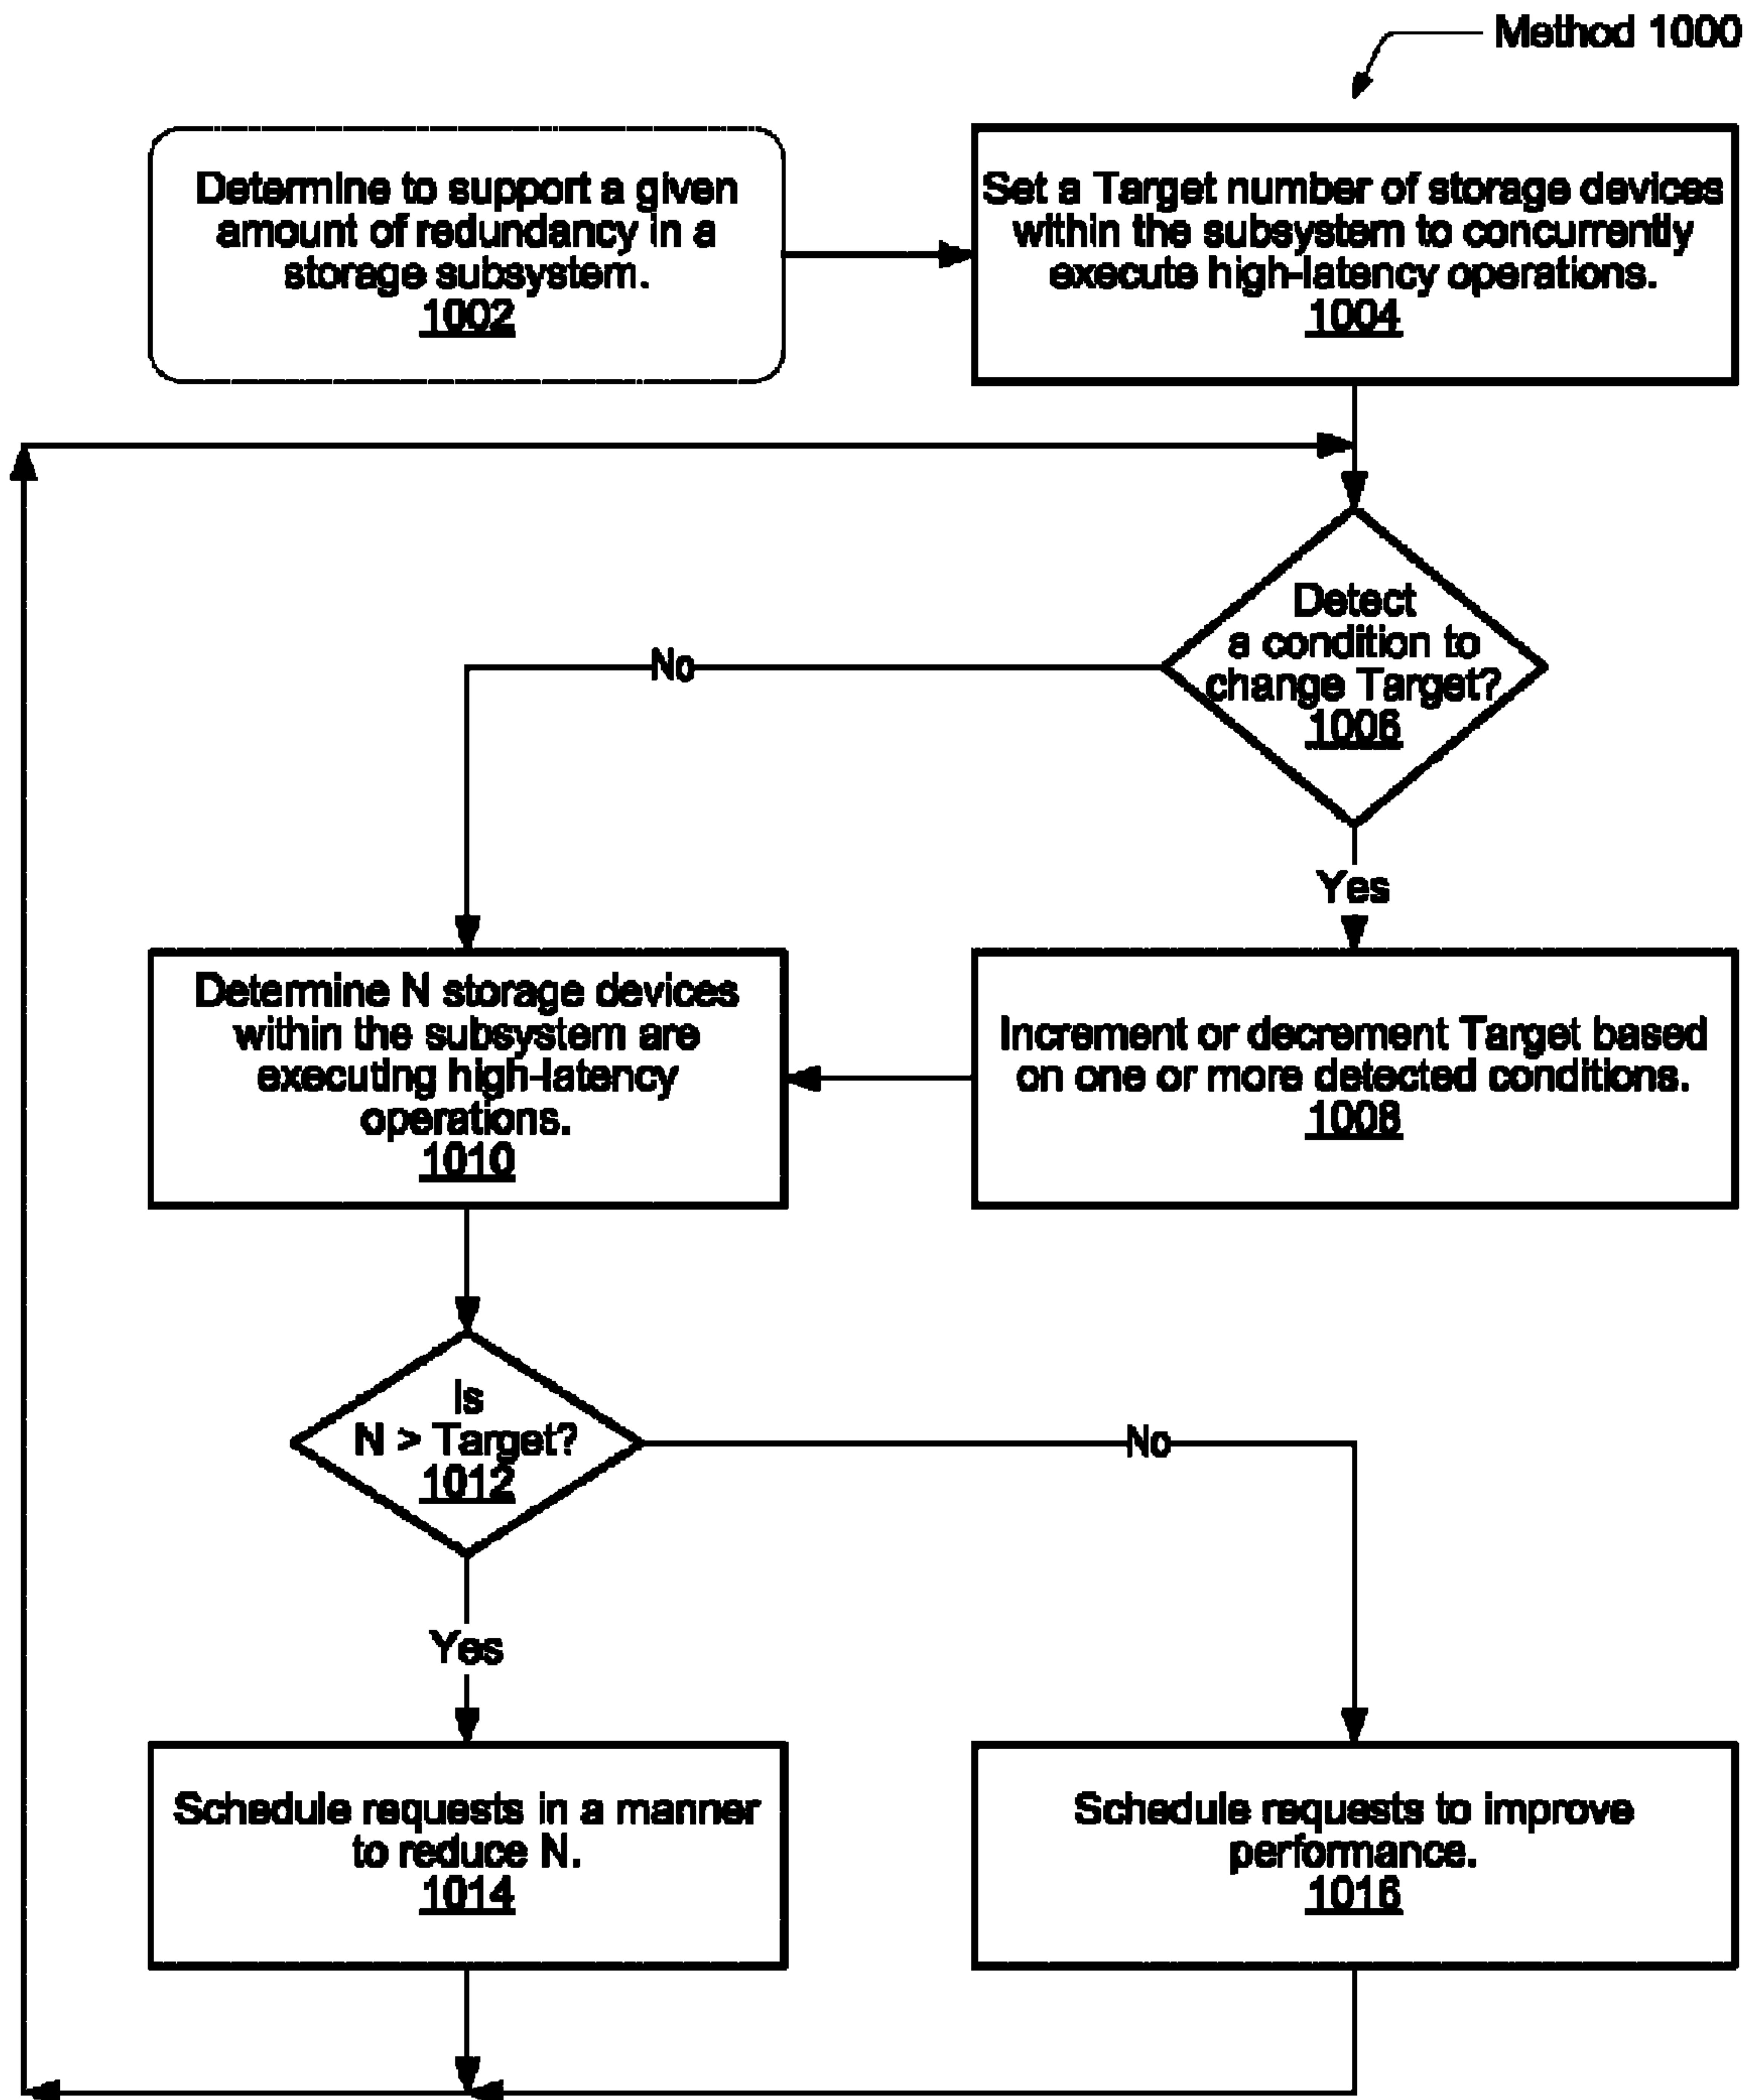 Method 1000
Determine to support a given
amount of redundancy in a
storage subsystem.
1002
Set a Target number of storage devices
within the subsystem to concurrently
execute high-latency operations.
1004
Detect
a condition to
change Target?
1006
No
Yes
Determine N storage devices
within the subsystem are
executing high-latency
operations.
1010
Increment or decrement Target based
on one or more detected conditions.
1008
Is
N > Target?
1012
No
Yes
Schedule requests in a manner
to reduce N.
1014
Schedule requests to improve
performance.
1016